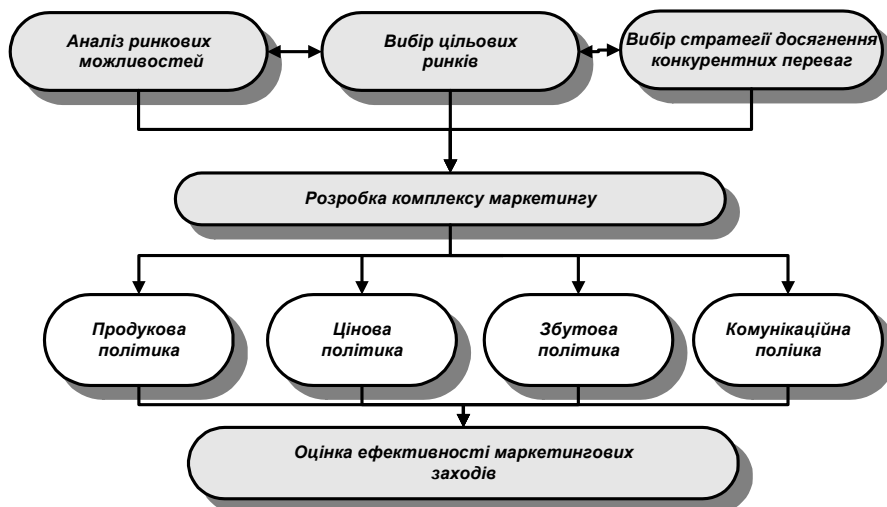 Аналіз ринкових
можливостей
Вибір цільових
ринків
Вибір стратегії досягнення
конкурентних переваг
Розробка комплексу маркетингу
Продукова
політика
Цінова
політика
Збутова
політика
Комунікаційна
поліика
Оцінка ефективності маркетингових
заходів